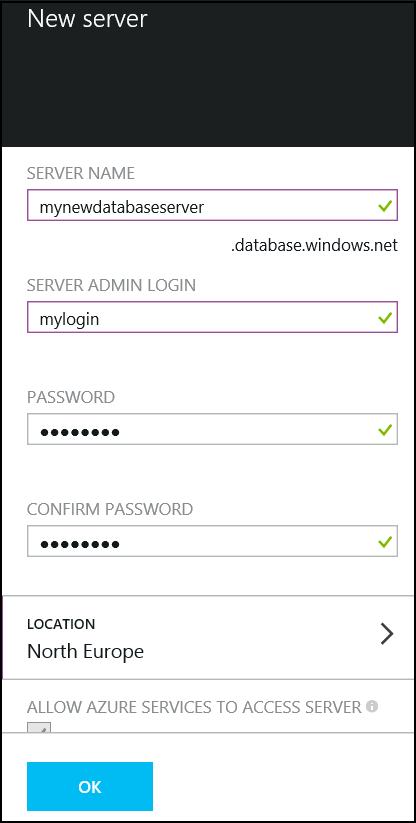 New server
SERVER NAME
mynewdatabaseserver
.database.windows.net
SERVER ADMIN LOGIN
mylogin
PASSWORD
••••••••
CONFIRM PASSWORD
••••••••
LOCATION
North Europe
ALLOW AZURE SERVICES TO ACCESS SERVER
OK